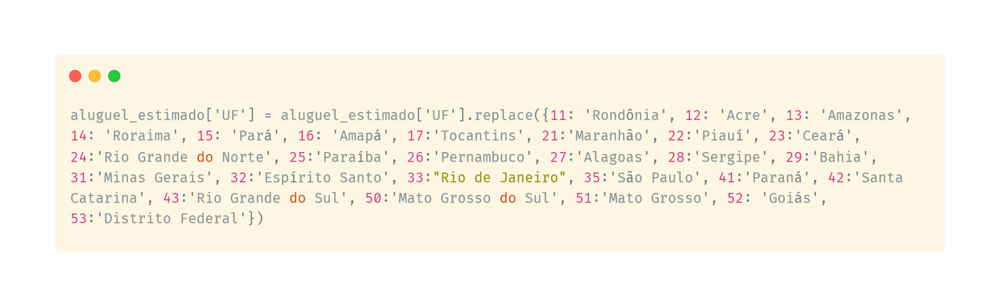 aluguel_estimado['UF'] = aluguel_estimado['UF'].replace({11: 'Rondônia', 12: 'Acre', 13: 'Amazonas',
14: 'Roraima', 15: 'Pará', 16: 'Amapá', 17:'Tocantins', 21:'Maranhão', 22:'Piauí', 23:'Ceará',
24:'Rio Grande do Norte', 25:'Paraíba', 26:'Pernambuco', 27:'Alagoas', 28:'Sergipe', 29:'Bahia',
31:'Minas Gerais', 32:'Espírito Santo', 33:"Rio de Janeiro", 35:'São Paulo', 41:'Paraná', 42:'Santa
Catarina', 43:'Rio Grande do Sul', 50:'Mato Grosso do Sul', 51:'Mato Grosso', 52: 'Goiás',
53:'Distrito Federal'})